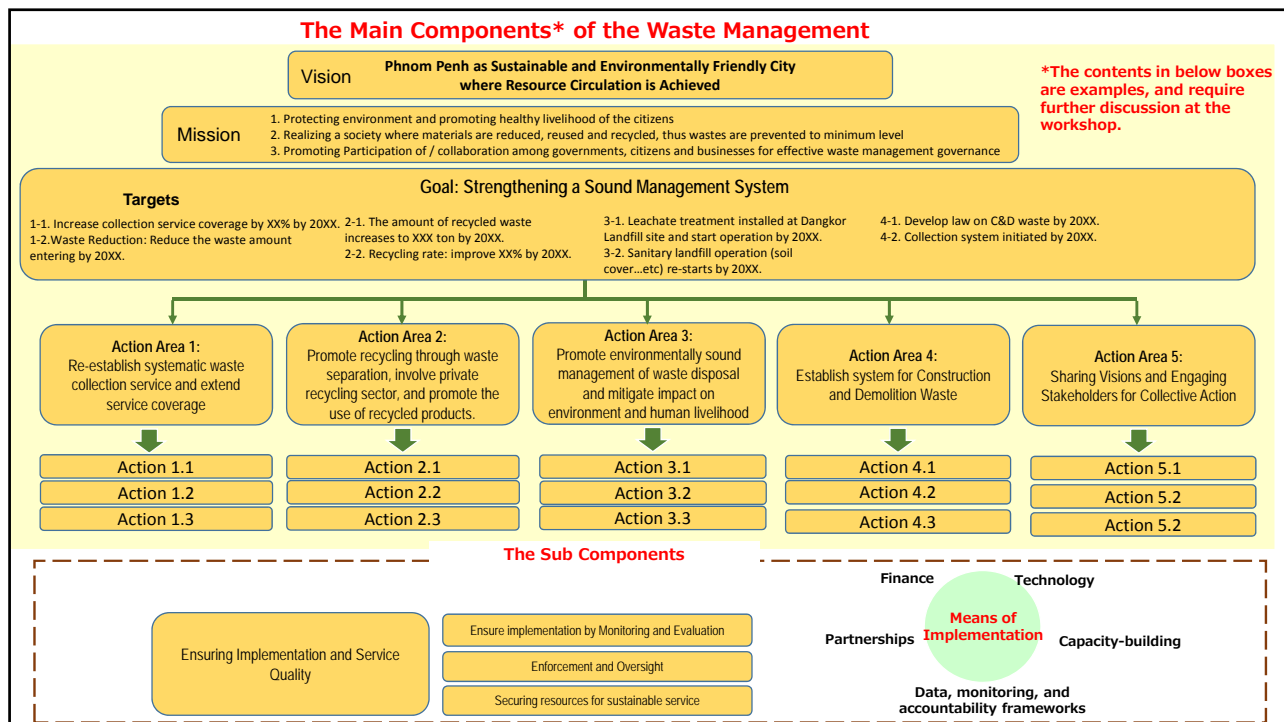 The Main Components* of the Waste Management
Vision
Phnom Penh as Sustainable and Environmentally Friendly City
where Resource Circulation is Achieved
*The contents in below boxes
are examples, and require
further discussion at the
workshop.
Mission
1. Protecting environment and promoting healthy livelihood of the citizens
2. Realizing a society where materials are reduced, reused and recycled, thus wastes are prevented to minimum level
3. Promoting Participation of / collaboration among governments, citizens and businesses for effective waste management governance
Goal: Strengthening a Sound Management System
Targets
1-1. Increase collection service coverage by XX% by 20XX.
1-2.Waste Reduction: Reduce the waste amount
entering by 20XX.
2-1. The amount of recycled waste
increases to XXX ton by 20XX.
2-2. Recycling rate: improve XX% by 20XX.
3-1. Leachate treatment installed at Dangkor
Landfill site and start operation by 20XX.
3-2. Sanitary landfill operation (soil
cover...etc) re-starts by 20XX.
4-1. Develop law on C&D waste by 20XX.
4-2. Collection system initiated by 20XX.
Action Area 1:
Re-establish systematic waste
collection service and extend
service coverage
Action Area 2:
Promote recycling through waste
separation, involve private
recycling sector, and promote the
use of recycled products.
Action Area 3:
Promote environmentally sound
management of waste disposal
and mitigate impact on
environment and human livelihood
Action Area 4:
Establish system for Construction
and Demolition Waste
Action Area 5:
Sharing Visions and Engaging
Stakeholders for Collective Action
Action 1.1
Action 1.2
Action 1.3
Action 2.1
Action 2.2
Action 2.3
Action 3.1
Action 3.2
Action 3.3
Action 4.1
Action 4.2
Action 4.3
Action 5.1
Action 5.2
Action 5.2
The Sub Components
Ensuring Implementation and Service
Quality
Ensure implementation by Monitoring and Evaluation
Enforcement and Oversight
Securing resources for sustainable service
Finance
Technology
Means of
Implementation
Partnerships
Capacity-building
Data, monitoring, and
accountability frameworks